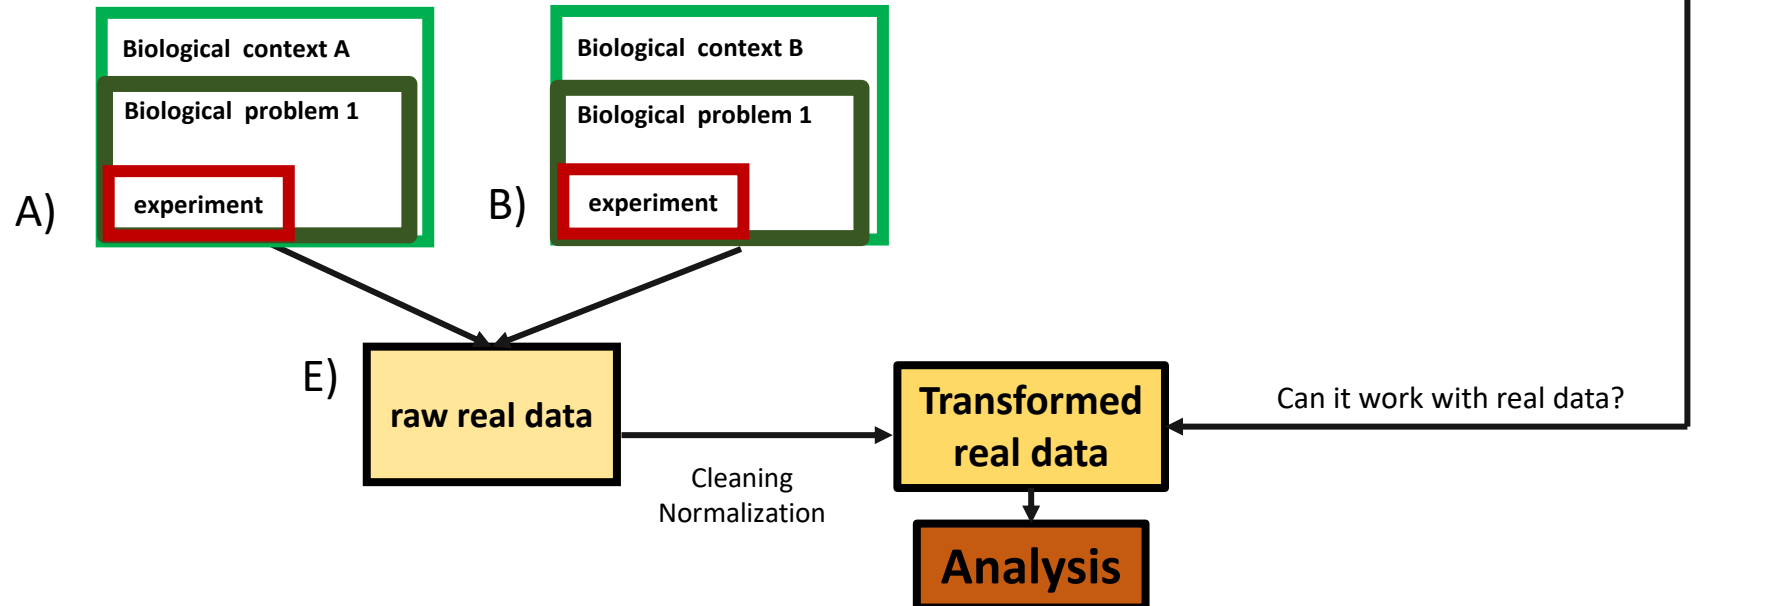 Biological context A
Biological problem 1
experiment
A)
Biological context B
Biological problem 1
experiment
B)
E)
raw real data
Cleaning
Normalization
Transformed
real data
Can it work with real data?
Analysis